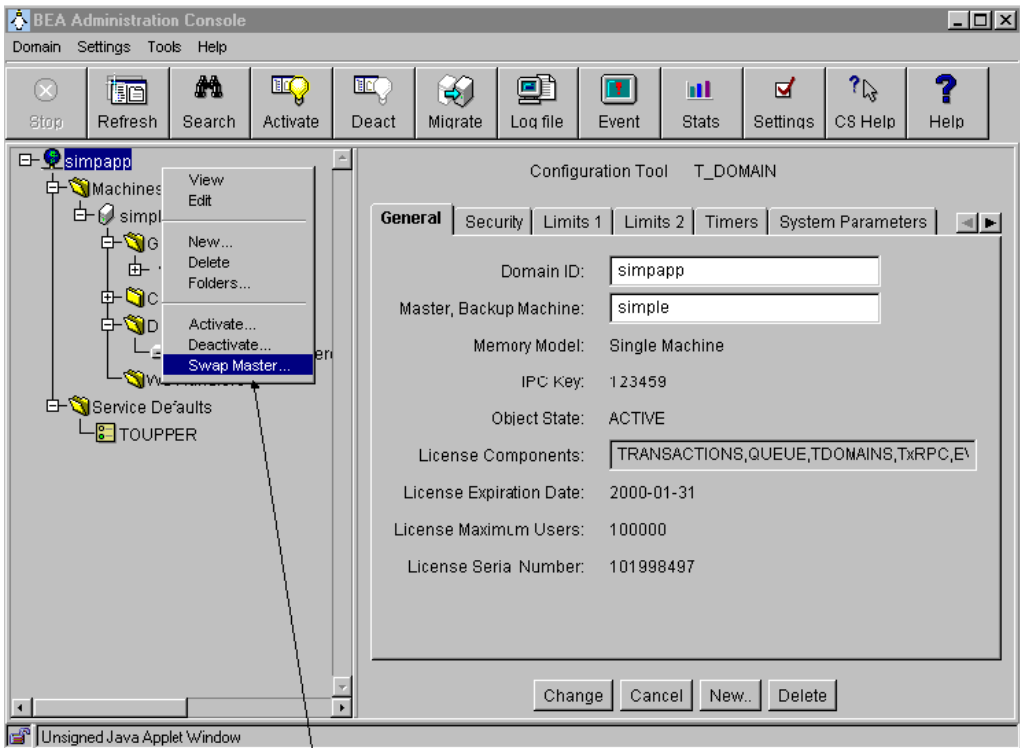 BEA Administration Console
Domain Settings Tools Help
Stop Refresh Search Activate Deact Migrate Log file Event Stats Settings CS Help Help
simpapp
Machines
simpl
G
C
D
er
W
Service Defaults
TOUPPER
View
Edit
New...
Delete
Folders...
Activate...
Deactivate...
Swap Master...
Configuration Tool T_DOMAIN
General Security Limits 1 Limits 2 Timers System Parameters
Domain ID: simpapp
Master, Backup Machine: simple
Memory Model: Single Machine
IPC Key: 123459
Object State: ACTIVE
License Components: TRANSACTIONS,QUEUE,TDOMAINS,TxRPC,E\
License Expiration Date: 2000-01-31
License Maximum Users: 100000
License Serial Number: 101998497
Change Cancel New.. Delete
Unsigned Java Applet Window